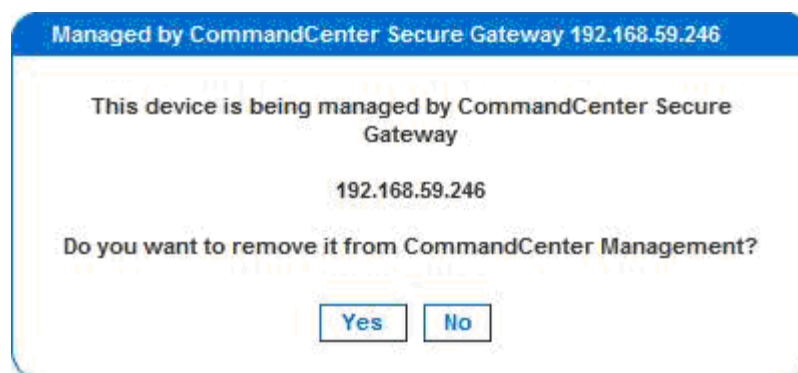 Managed by CommandCenter Secure Gateway 192.168.59.246
This device is being managed by CommandCenter Secure
Gateway
192.168.59.246
Do you want to remove it from CommandCenter Management?
Yes No